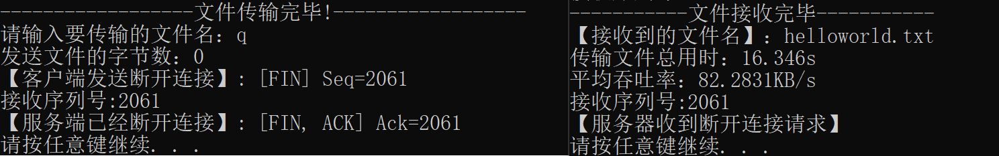 ------------------文件传输完毕!------------------
请输入要传输的文件名：q
发送文件的字节数：0
【客户端发送断开连接】: [FIN] Seq=2061
接收序列号:2061
【服务端已经断开连接】: [FIN, ACK] Ack=2061
请按任意键继续. . .
-----------文件接收完毕-----------
【接收到的文件名】：helloworld.txt
传输文件总用时：16.346s
平均吞吐率：82.2831KB/s
接收序列号:2061
【服务器收到断开连接请求】
请按任意键继续. . .